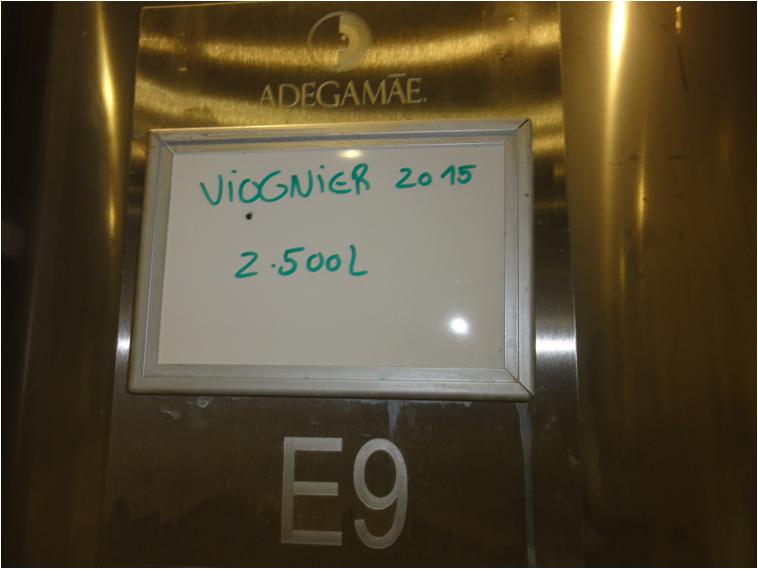 ADEGAMÃE
ViOGNiER 2015
2.500L
E9